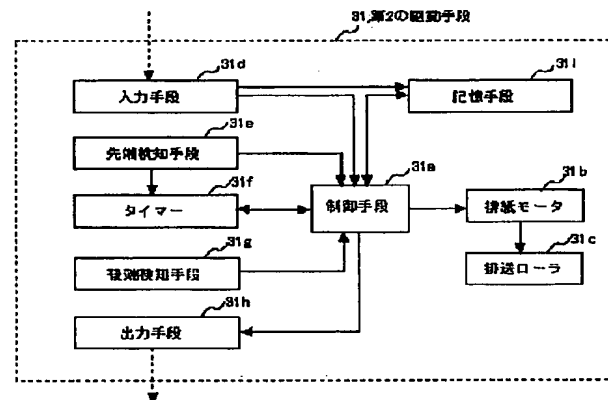 31,第2の駆動手段
31d
入力手段
31i
記憶手段
31e
先端検知手段
31f
タイマー
31a
制御手段
31b
排紙モータ
31c
排送ローラ
31g
後端検知手段
31h
出力手段